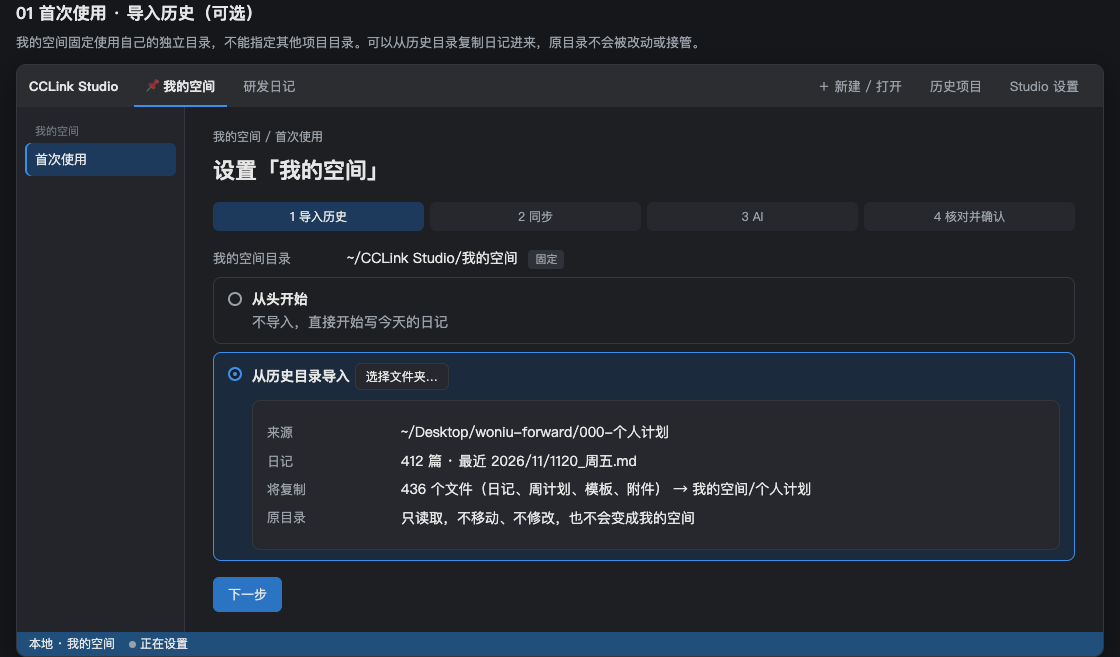 01 首次使用 · 导入历史（可选）
我的空间固定使用自己的独立目录，不能指定其他项目目录。可以从历史目录复制日记进来，原目录不会被改动或接管。
CCLink Studio 📌 我的空间 研发日记 + 新建 / 打开 历史项目 Studio 设置
我的空间
首次使用
我的空间 / 首次使用
设置「我的空间」
1 导入历史 2 同步 3 AI 4 核对并确认
我的空间目录 ~/CCLink Studio/我的空间 固定
从头开始
不导入，直接开始写今天的日记
从历史目录导入 选择文件夹...
来源 ~/Desktop/woniu-forward/000-个人计划
日记 412 篇 · 最近 2026/11/1120_周五.md
将复制 436 个文件（日记、周计划、模板、附件） → 我的空间/个人计划
原目录 只读取，不移动、不修改，也不会变成我的空间
下一步
本地 · 我的空间 ● 正在设置